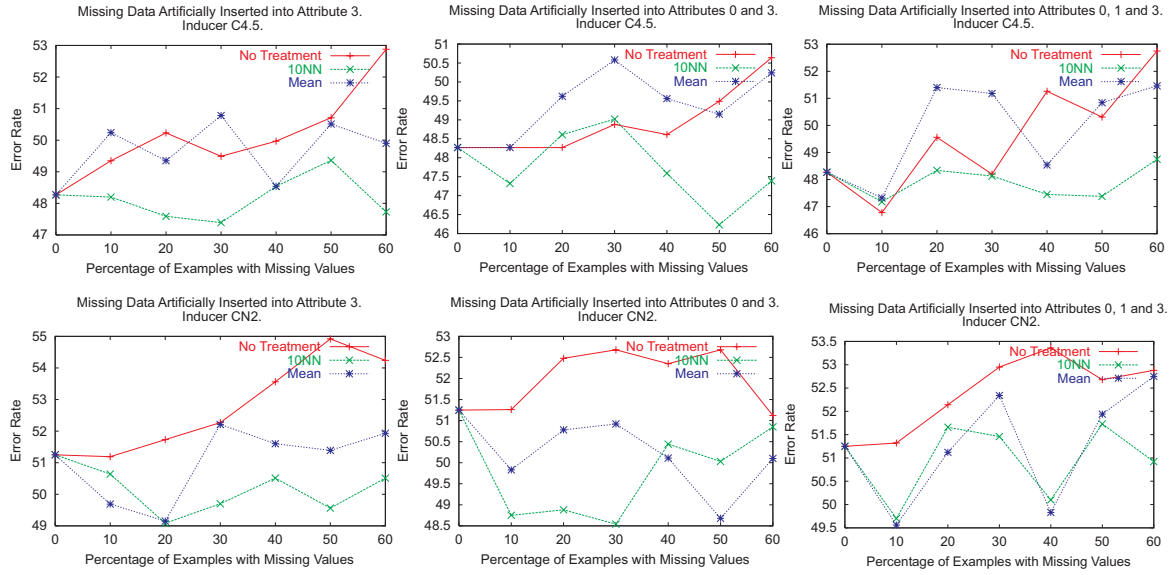 Missing Data Artificially Inserted into Attribute 3.
Inducer C4.5.
53
52
51
50
49
48
47
Error Rate
No Treatment
10NN
Mean
0 10 20 30 40 50 60
Percentage of Examples with Missing Values
Missing Data Artificially Inserted into Attributes 0 and 3.
Inducer C4.5.
51
50.5
50
49.5
49
48.5
48
47.5
47
46.5
46
Error Rate
No Treatment
10NN
Mean
0 10 20 30 40 50 60
Percentage of Examples with Missing Values
Missing Data Artificially Inserted into Attributes 0, 1 and 3.
Inducer C4.5.
53
52
51
50
49
48
47
46
Error Rate
No Treatment
10NN
Mean
0 10 20 30 40 50 60
Percentage of Examples with Missing Values
Missing Data Artificially Inserted into Attribute 3.
Inducer CN2.
55
54
53
52
51
50
49
Error Rate
No Treatment
10NN
Mean
0 10 20 30 40 50 60
Percentage of Examples with Missing Values
Missing Data Artificially Inserted into Attributes 0 and 3.
Inducer CN2.
53
52.5
52
51.5
51
50.5
50
49.5
49
48.5
Error Rate
No Treatment
10NN
Mean
0 10 20 30 40 50 60
Percentage of Examples with Missing Values
Missing Data Artificially Inserted into Attributes 0, 1 and 3.
Inducer CN2.
53.5
53
52.5
52
51.5
51
50.5
50
49.5
Error Rate
No Treatment
10NN
Mean
0 10 20 30 40 50 60
Percentage of Examples with Missing Values